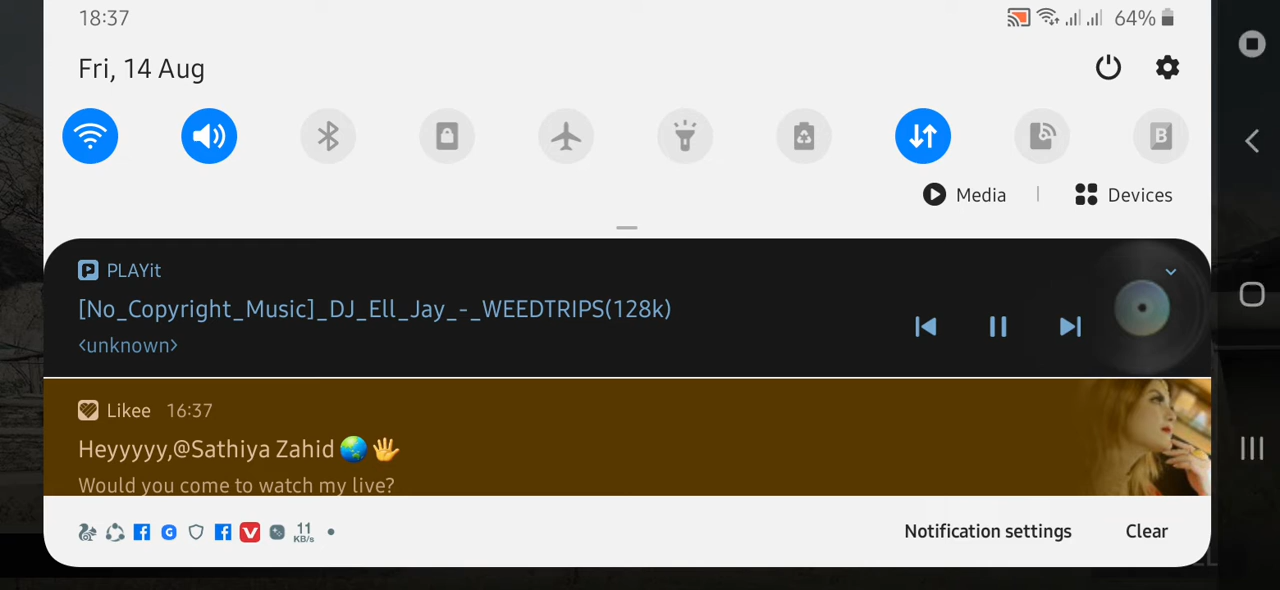 18:37
64%
Fri, 14 Aug
B
Media | Devices
PLAYit
[No_Copyright_Music]_DJ_Ell_Jay_-_WEEDTRIPS(128k)
<unknown>
Likee 16:37
Heyyyyy,@Sathiya Zahid 🌏🖐
Would you come to watch my live?
11
KB/s
Notification settings
Clear